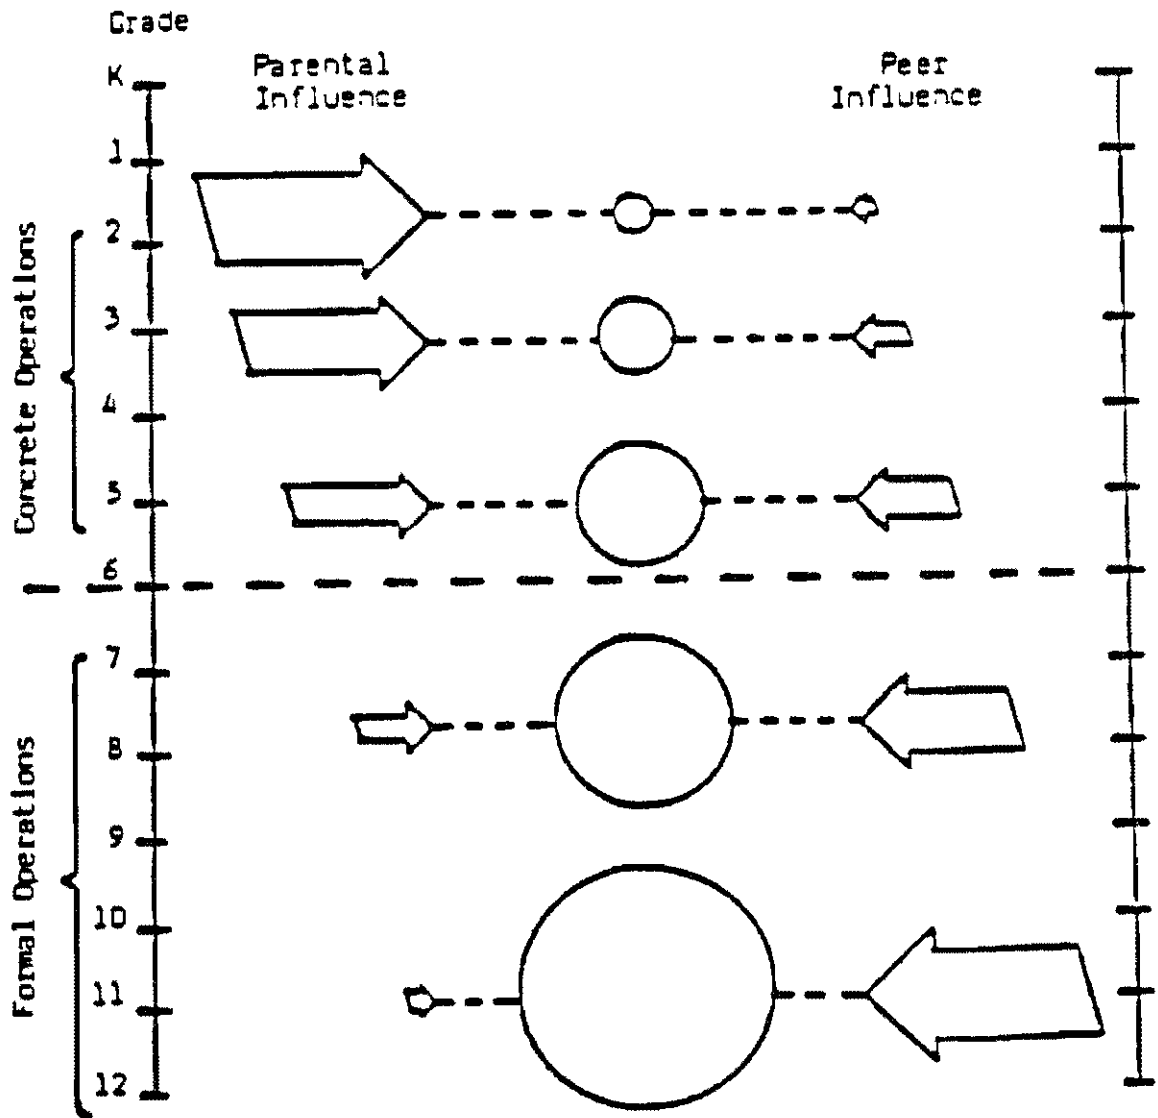 Grade
K
Parental
Influence
Peer
Influence
1
2
3
4
5
6
7
8
9
10
11
12
Concrete Operations
Formal Operations